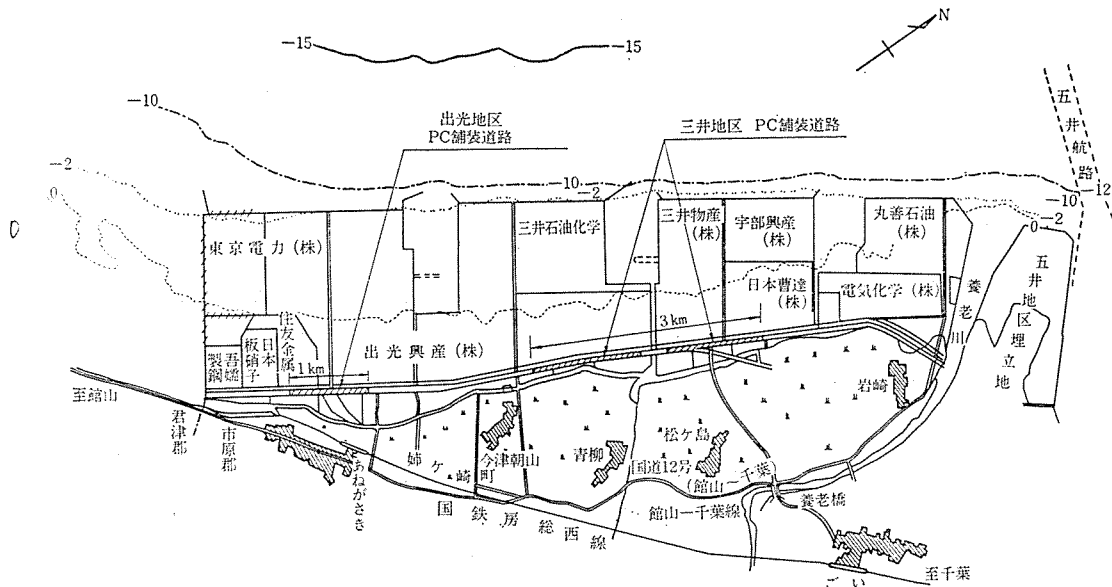 N
−15
−15
−10
出光地区
PC舗装道路
三井地区 PC舗装道路
五井航路
−2
0
−10
−2
−12
−10
−2
0
東京電力(株)
三井石油化学
三井物産
(株)
宇部興産
(株)
丸善石油
(株)
日本曹達
(株)
電気化学(株)
養老川
五井地区埋立地
吾嬬
製鋼
日本
板硝子
住友金属
出光興産(株)
1km
3km
至館山
君津郡
市原郡
あねがさき
姉ヶ崎
今津朝山
町
青柳
松ヶ島
岩崎
国道12号
(館山―千葉)
館山―千葉線
養老橋
国鉄房総西線
ごい
至千葉